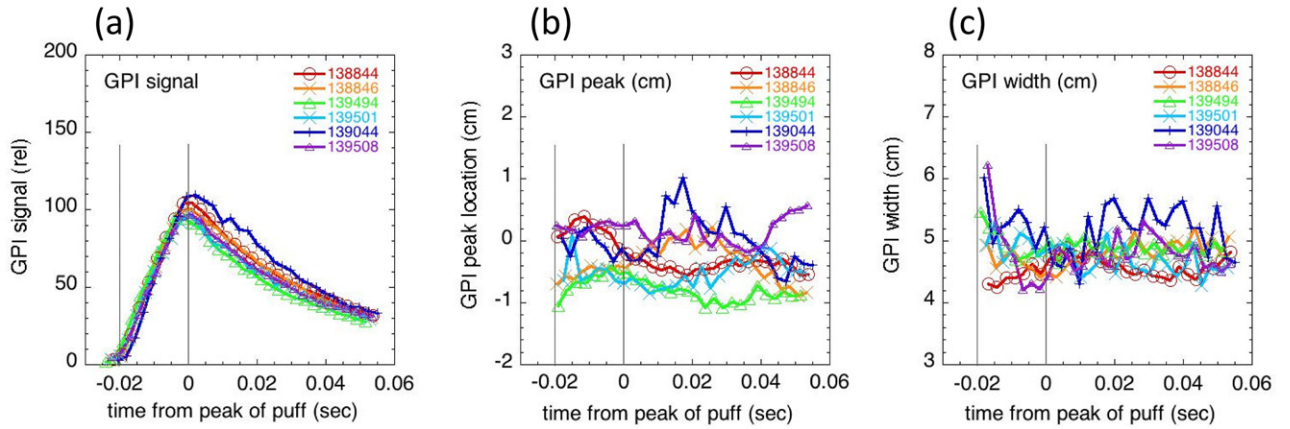 (a)
GPI signal
138844
138846
139494
139501
139044
139508
200
150
100
50
0
GPI signal (rel)
-0.02 0 0.02 0.04 0.06
time from peak of puff (sec)
(b)
GPI peak (cm)
138844
138846
139494
139501
139044
139508
3
2
1
0
-1
-2
GPI peak location (cm)
-0.02 0 0.02 0.04 0.06
time from peak of puff (sec)
(c)
GPI width (cm)
138844
138846
139494
139501
139044
139508
8
7
6
5
4
3
GPI width (cm)
-0.02 0 0.02 0.04 0.06
time from peak of puff (sec)